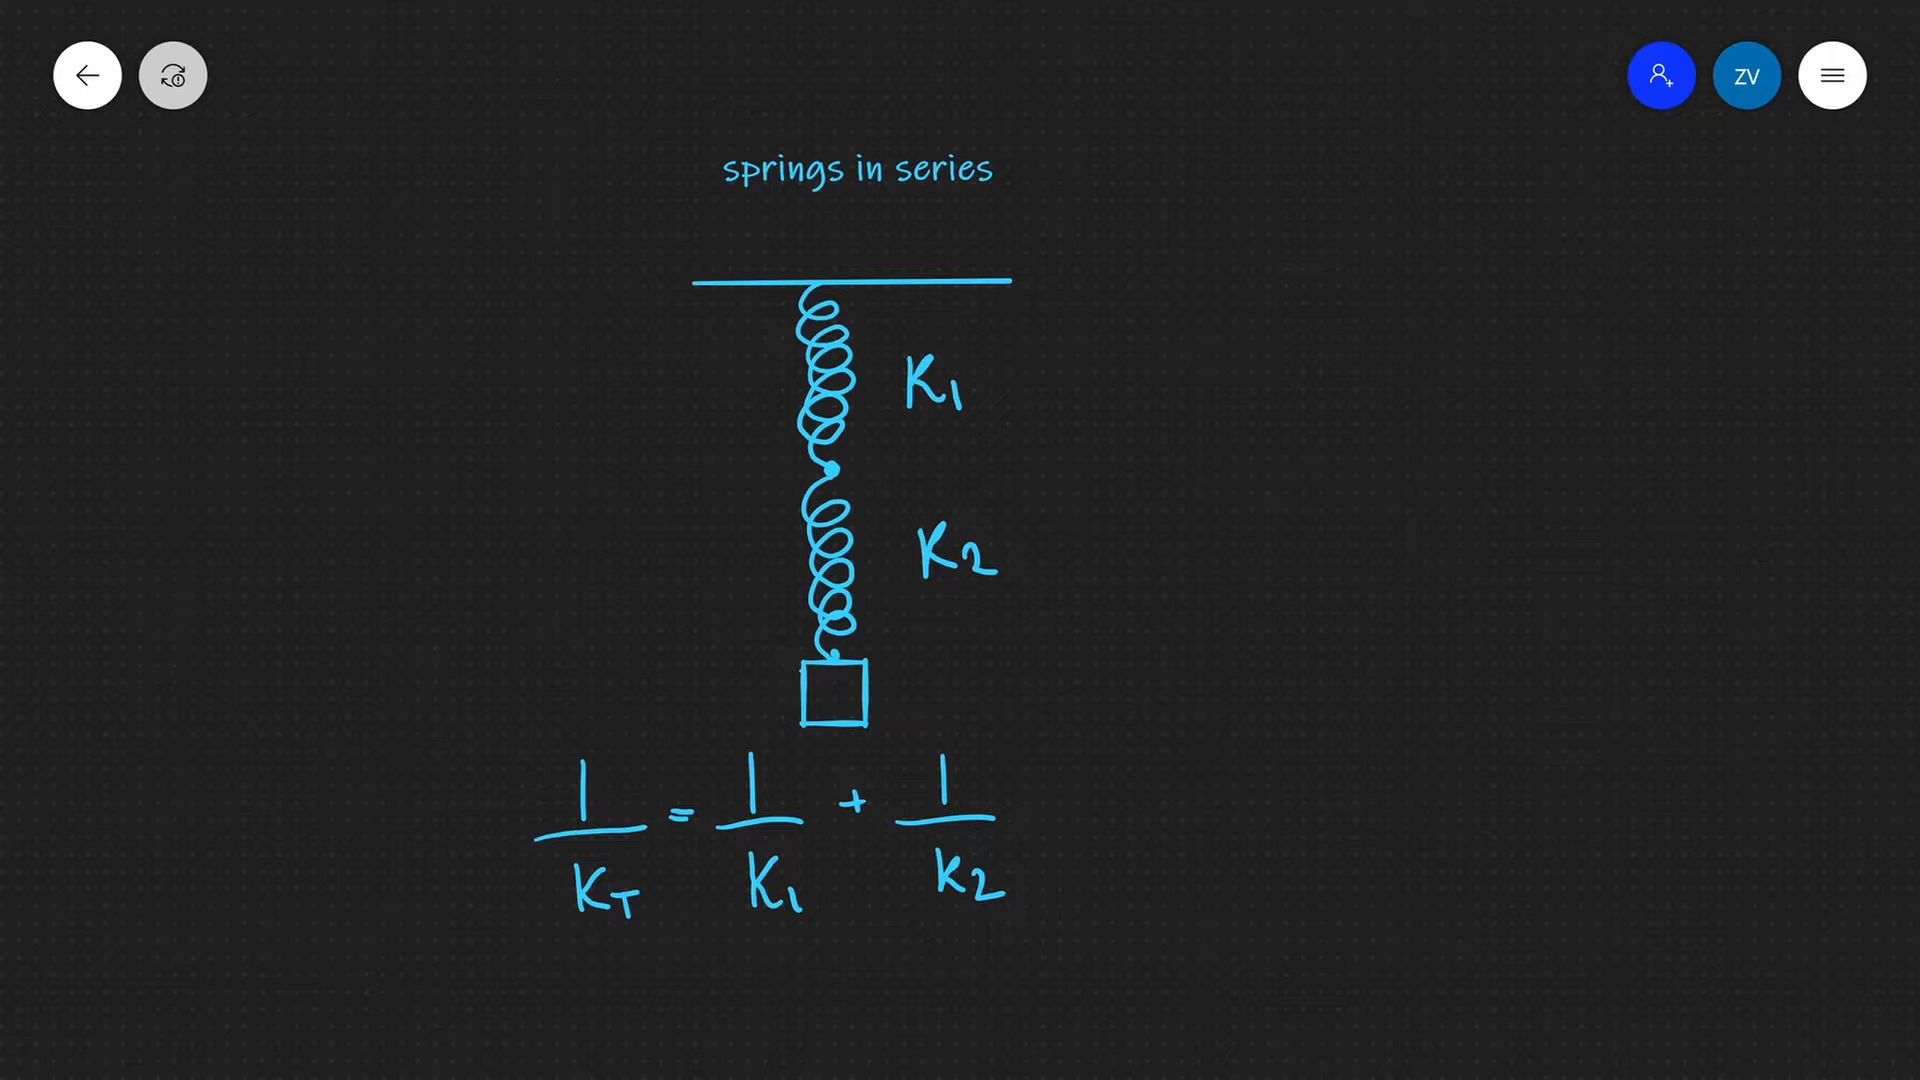 ZV
springs in series
K1
K2
1/KT = 1/K1 + 1/K2